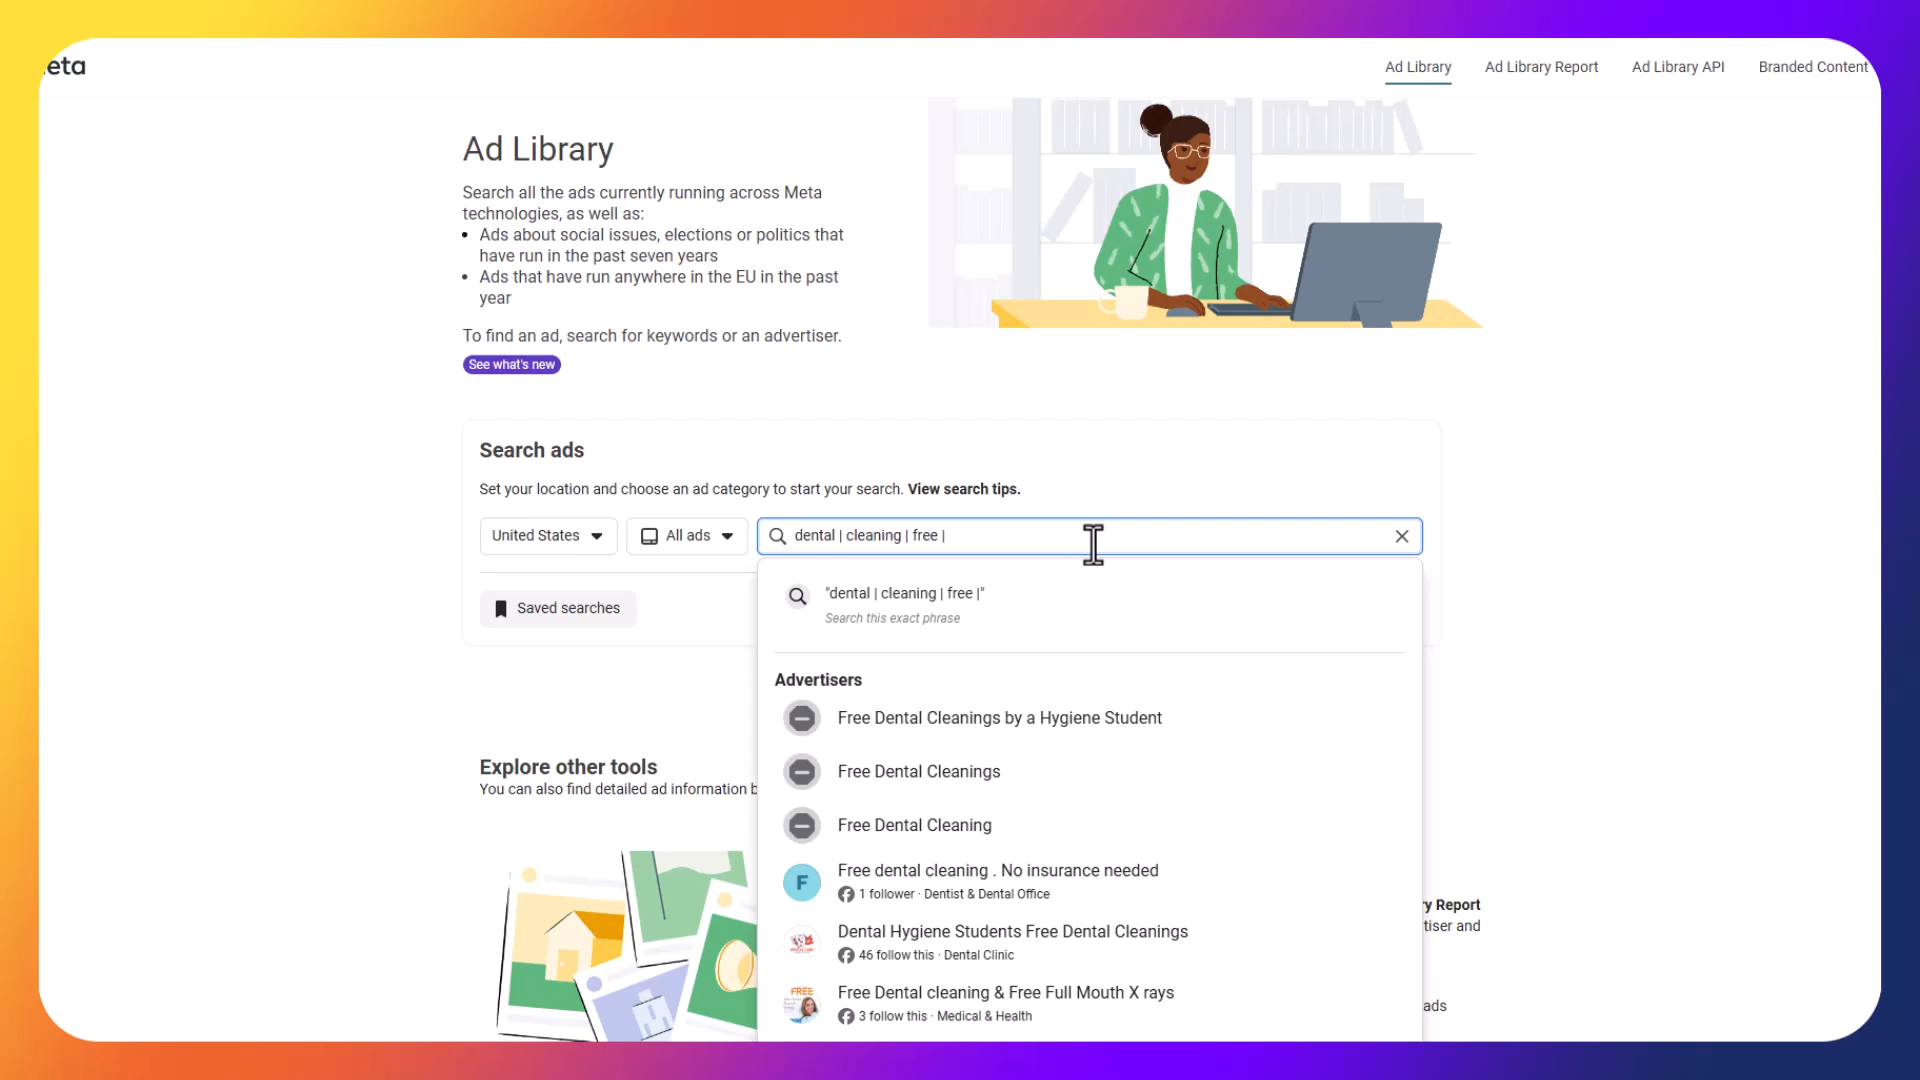 eta
Ad Library
Ad Library Report
Ad Library API
Branded Content
Ad Library
Search all the ads currently running across Meta
technologies, as well as:
Ads about social issues, elections or politics that
have run in the past seven years
Ads that have run anywhere in the EU in the past
year
To find an ad, search for keywords or an advertiser.
See what's new
Search ads
Set your location and choose an ad category to start your search. View search tips.
United States
All ads
dental | cleaning | free |
"dental | cleaning | free |"
Search this exact phrase
Saved searches
Advertisers
Free Dental Cleanings by a Hygiene Student
Free Dental Cleanings
Free Dental Cleaning
F
Free dental cleaning . No insurance needed
1 follower · Dentist & Dental Office
Dental Hygiene Students Free Dental Cleanings
46 follow this · Dental Clinic
FREE
Free Dental cleaning & Free Full Mouth X rays
3 follow this · Medical & Health
Explore other tools
You can also find detailed ad information b
y Report
tiser and
ads